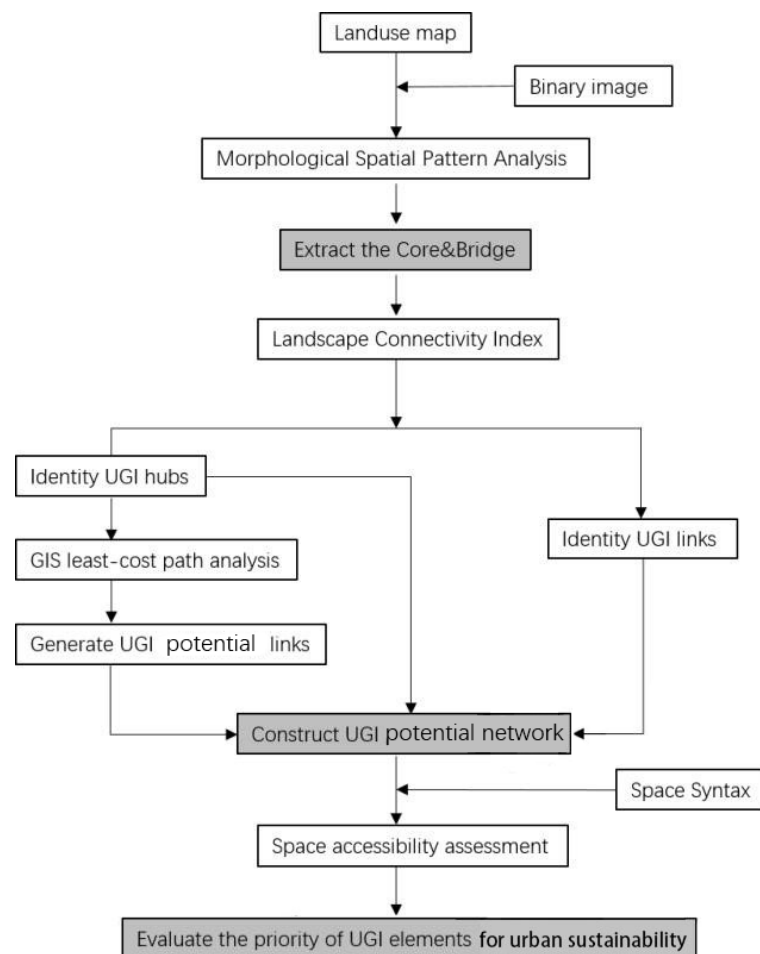 Landuse map
Binary image
Morphological Spatial Pattern Analysis
Extract the Core&Bridge
Landscape Connectivity Index
Identity UGI hubs
Identity UGI links
GIS least-cost path analysis
Generate UGI potential links
Construct UGI potential network
Space Syntax
Space accessibility assessment
Evaluate the priority of UGI elements for urban sustainability